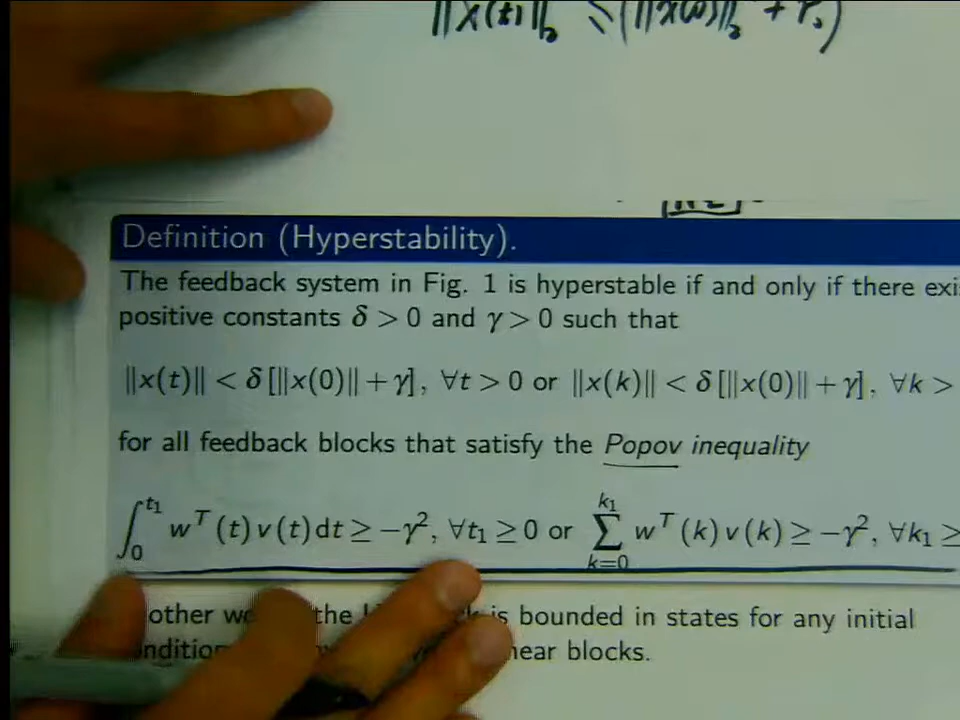 ‖x(t)‖₂ ≤ (‖x(0)‖₂ +
Definition (Hyperstability).
The feedback system in Fig. 1 is hyperstable if and only if there exi
positive constants δ > 0 and γ > 0 such that
‖x(t)‖ < δ[‖x(0)‖ + γ], ∀t > 0 or ‖x(k)‖ < δ[‖x(0)‖ + γ], ∀k >
for all feedback blocks that satisfy the Popov inequality
∫₀^{t₁} wᵀ(t)v(t)dt ≥ −γ², ∀t₁ ≥ 0 or ∑_{k=0}^{k₁} wᵀ(k)v(k) ≥ −γ², ∀k₁ ≥
other the is bounded in states for any initial
blocks.